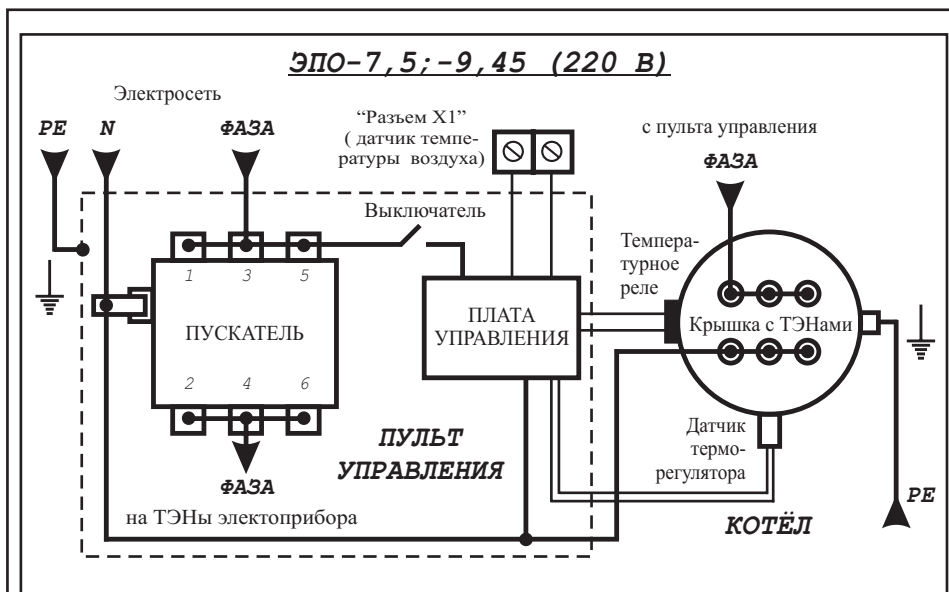 ЭПО-7,5;-9,45 (220 В)
Электросеть
PE
N
ФАЗА
“Разъем X1”
( датчик темпе-
ратуры воздуха)
с пульта управления
ФАЗА
Выключатель
Темпера-
турное
реле
1
3
5
ПУСКАТЕЛЬ
2
4
6
ПЛАТА
УПРАВЛЕНИЯ
Крышка с ТЭНами
ПУЛЬТ
УПРАВЛЕНИЯ
Датчик
термо-
регулятора
ФАЗА
на ТЭНы электоприбора
КОТЁЛ
PE